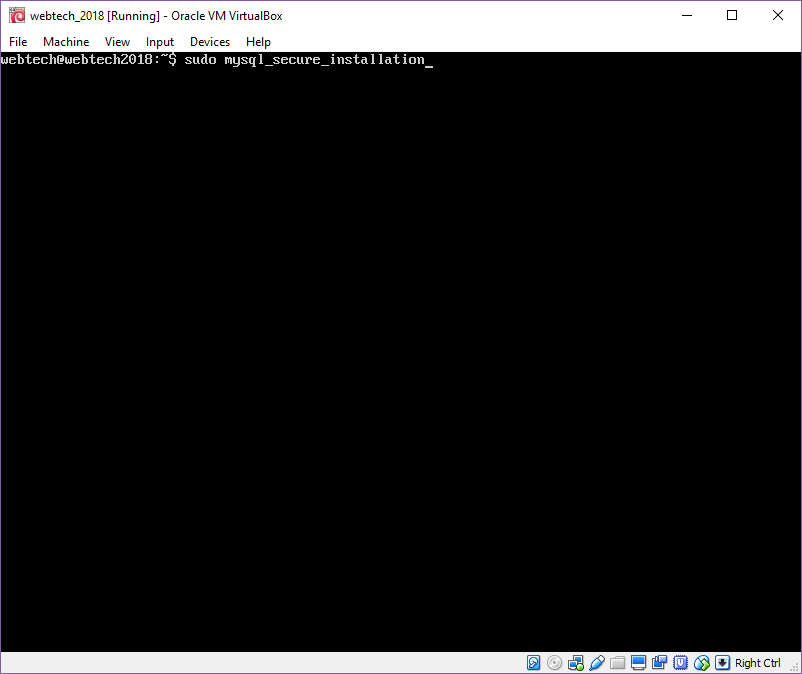 webtech_2018 [Running] - Oracle VM VirtualBox
File Machine View Input Devices Help
webtech@webtech2018:~$ sudo mysql_secure_installation_
Right Ctrl